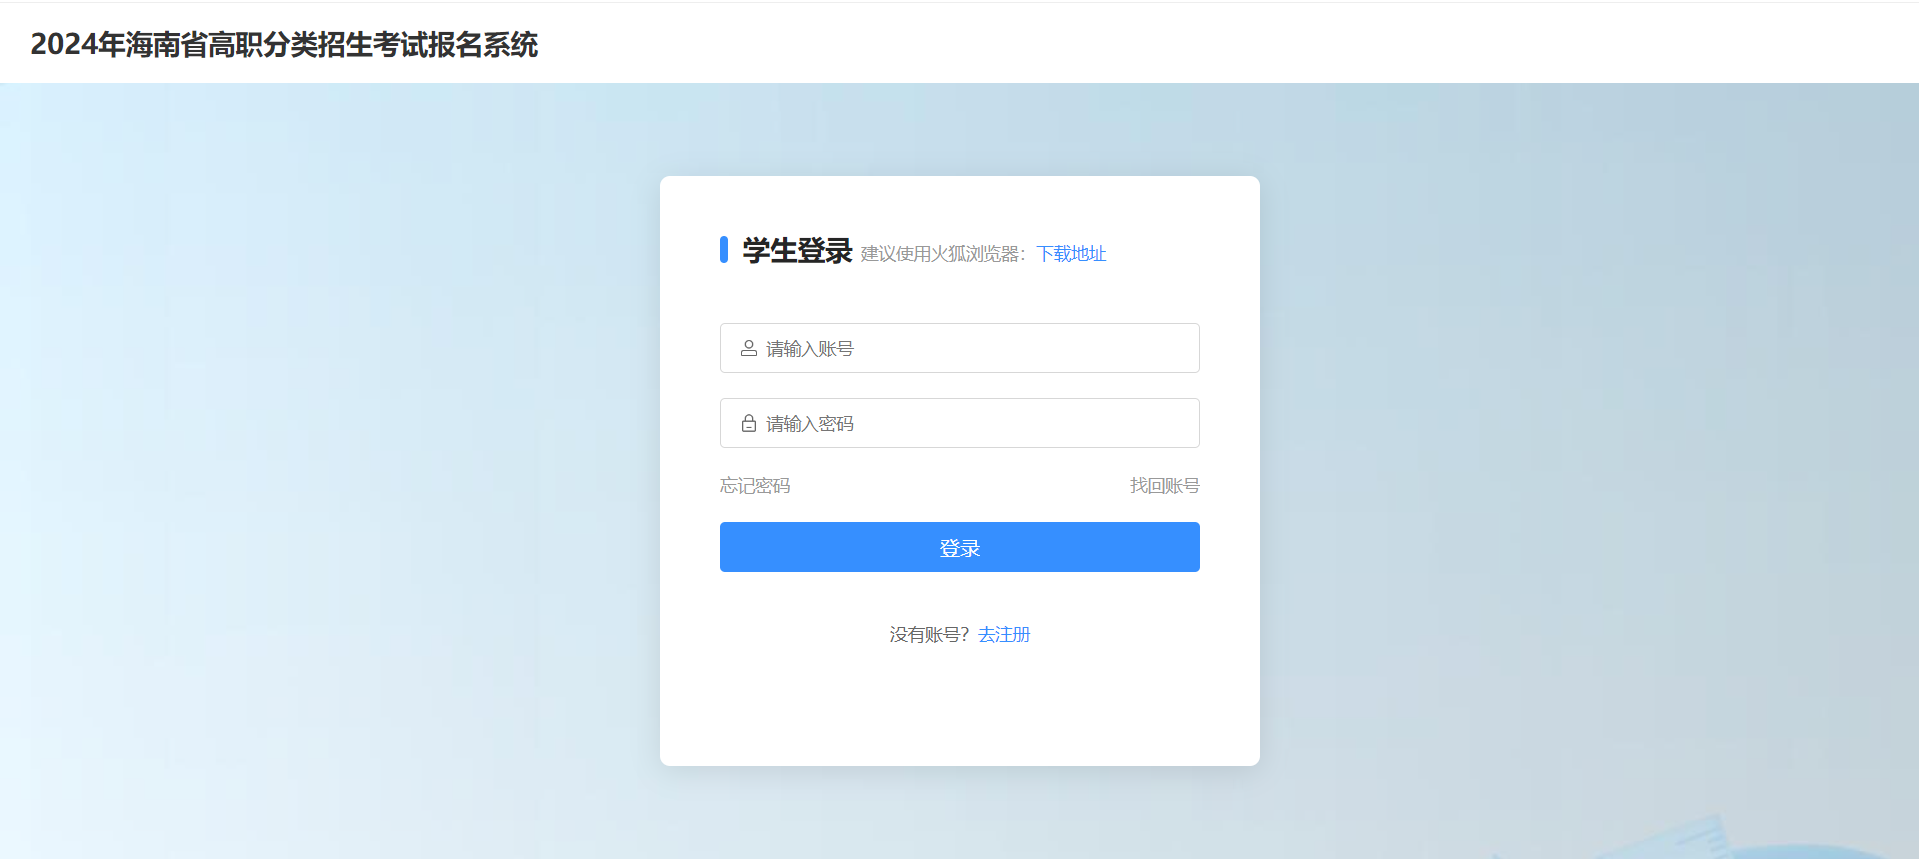 2024年海南省高职分类招生考试报名系统
学生登录 建议使用火狐浏览器：下载地址
请输入账号
请输入密码
忘记密码 找回账号
登录
没有账号？去注册